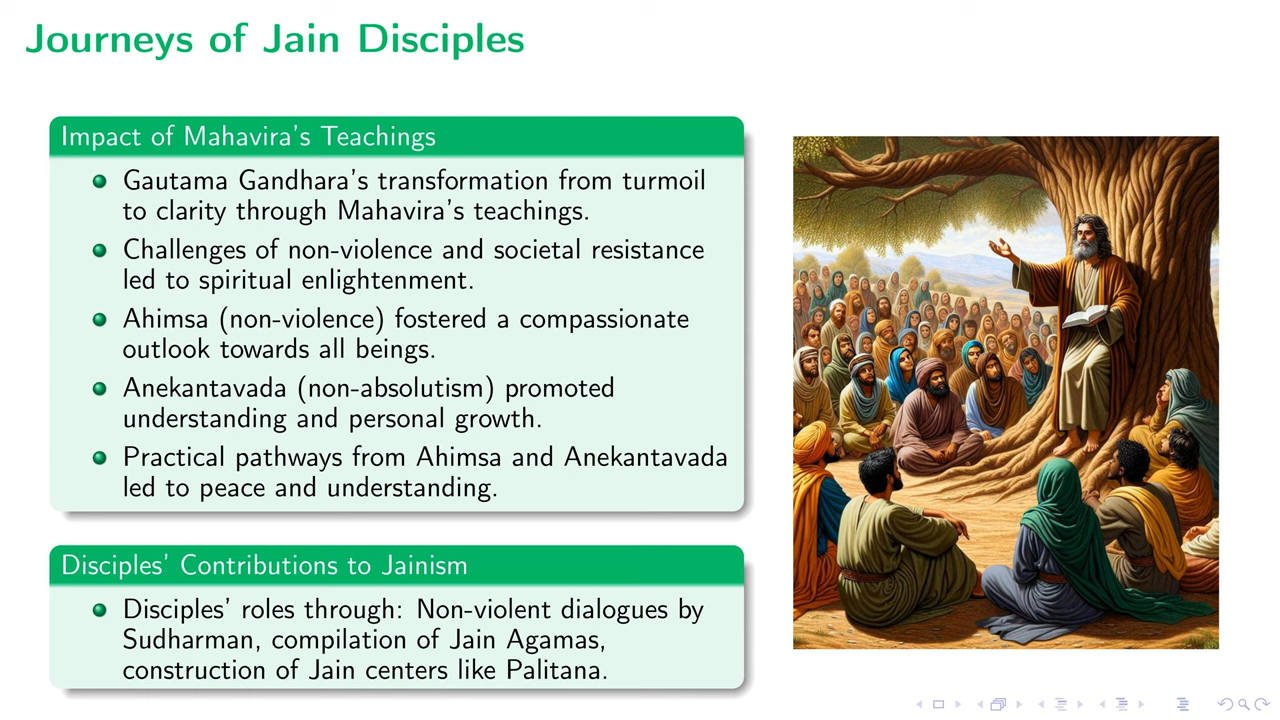 Journeys of Jain Disciples
Impact of Mahavira's Teachings
Gautama Gandhara's transformation from turmoil
to clarity through Mahavira's teachings.
Challenges of non-violence and societal resistance
led to spiritual enlightenment.
Ahimsa (non-violence) fostered a compassionate
outlook towards all beings.
Anekantavada (non-absolutism) promoted
understanding and personal growth.
Practical pathways from Ahimsa and Anekantavada
led to peace and understanding.
Disciples' Contributions to Jainism
Disciples' roles through: Non-violent dialogues by
Sudharman, compilation of Jain Agamas,
construction of Jain centers like Palitana.